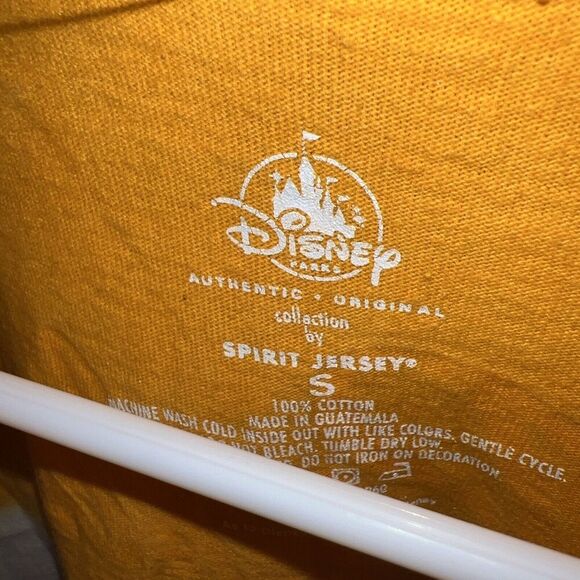 Disney
PARKS
AUTHENTIC • ORIGINAL
collection
by
SPIRIT JERSEY®
S
100% COTTON
MADE IN GUATEMALA
MACHINE WASH COLD INSIDE OUT WITH LIKE COLORS. GENTLE CYCLE.
NOT BLEACH. TUMBLE DRY LOW.
DO NOT IRON ON DECORATION.